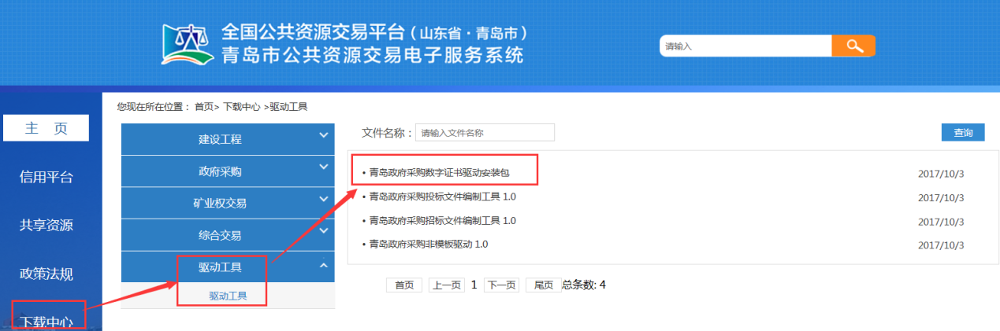 全国公共资源交易平台(山东省·青岛市)
青岛市公共资源交易电子服务系统
请输入
您现在所在位置: 首页> 下载中心 >驱动工具
主 页
信用平台
共享资源
政策法规
下载中心
建设工程
政府采购
矿业权交易
综合交易
驱动工具
驱动工具
文件名称: 请输入文件名称 查询
• 青岛政府采购数字证书驱动安装包 2017/10/3
• 青岛政府采购投标文件编制工具 1.0 2017/10/3
• 青岛政府采购招标文件编制工具 1.0 2017/10/3
• 青岛政府采购非模板驱动 1.0 2017/10/3
首页 上一页 1 下一页 尾页 总条数: 4